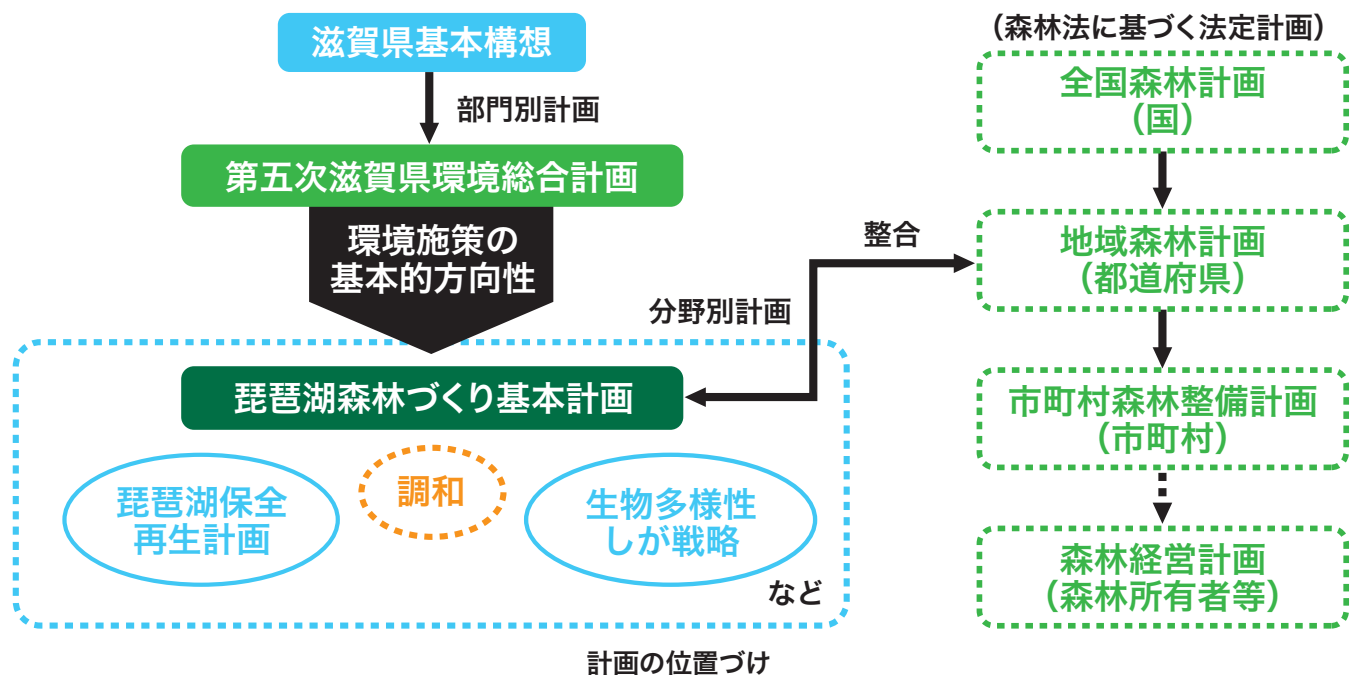 滋賀県基本構想
部門別計画
第五次滋賀県環境総合計画
環境施策の
基本的方向性
分野別計画
整合
琵琶湖森林づくり基本計画
調和
琵琶湖保全
再生計画
生物多様性
しが戦略
など
（森林法に基づく法定計画）
全国森林計画
（国）
地域森林計画
（都道府県）
市町村森林整備計画
（市町村）
森林経営計画
（森林所有者等）
計画の位置づけ